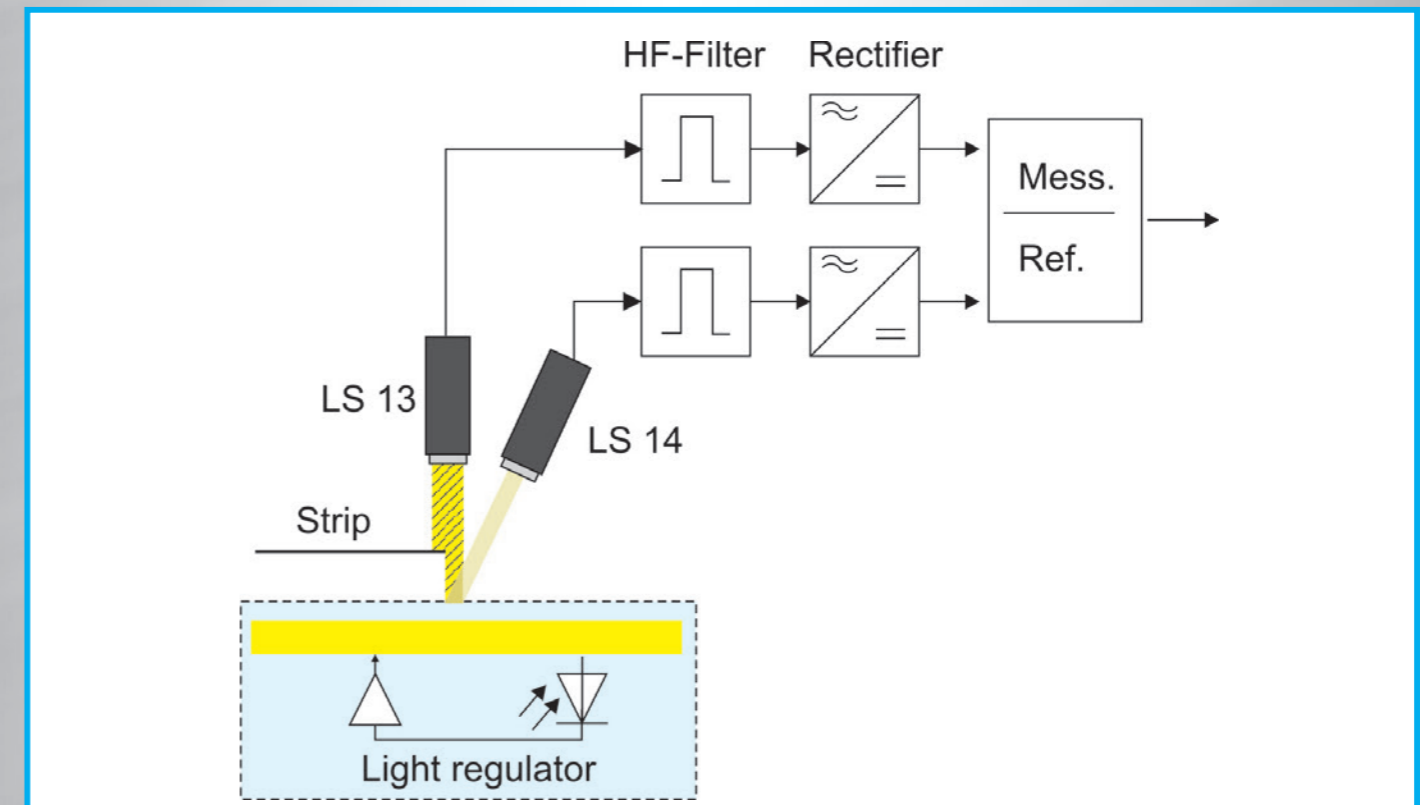 HF-Filter Rectifier
Mess.
Ref.
LS 13
LS 14
Strip
Light regulator